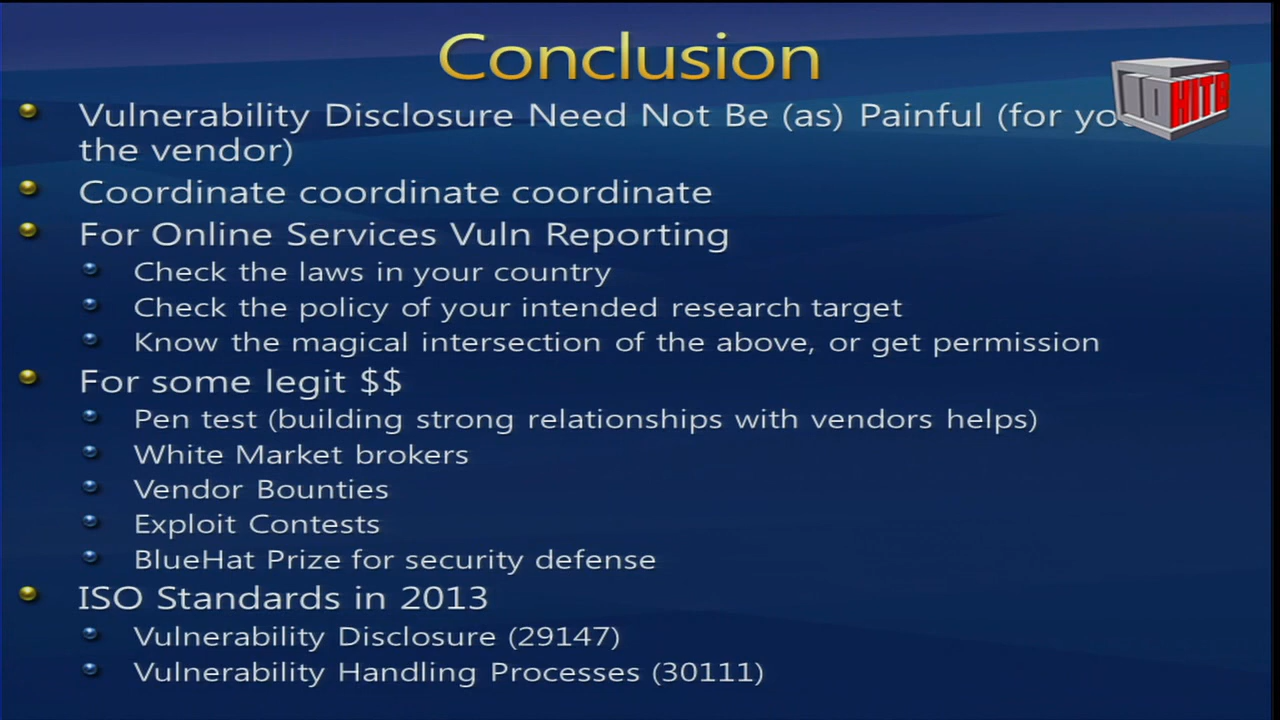 Conclusion
Vulnerability Disclosure Need Not Be (as) Painful (for
the vendor)
Coordinate coordinate coordinate
For Online Services Vuln Reporting
Check the laws in your country
Check the policy of your intended research target
Know the magical intersection of the above, or get permission
For some legit $$
Pen test (building strong relationships with vendors helps)
White Market brokers
Vendor Bounties
Exploit Contests
BlueHat Prize for security defense
ISO Standards in 2013
Vulnerability Disclosure (29147)
Vulnerability Handling Processes (30111)
HITB